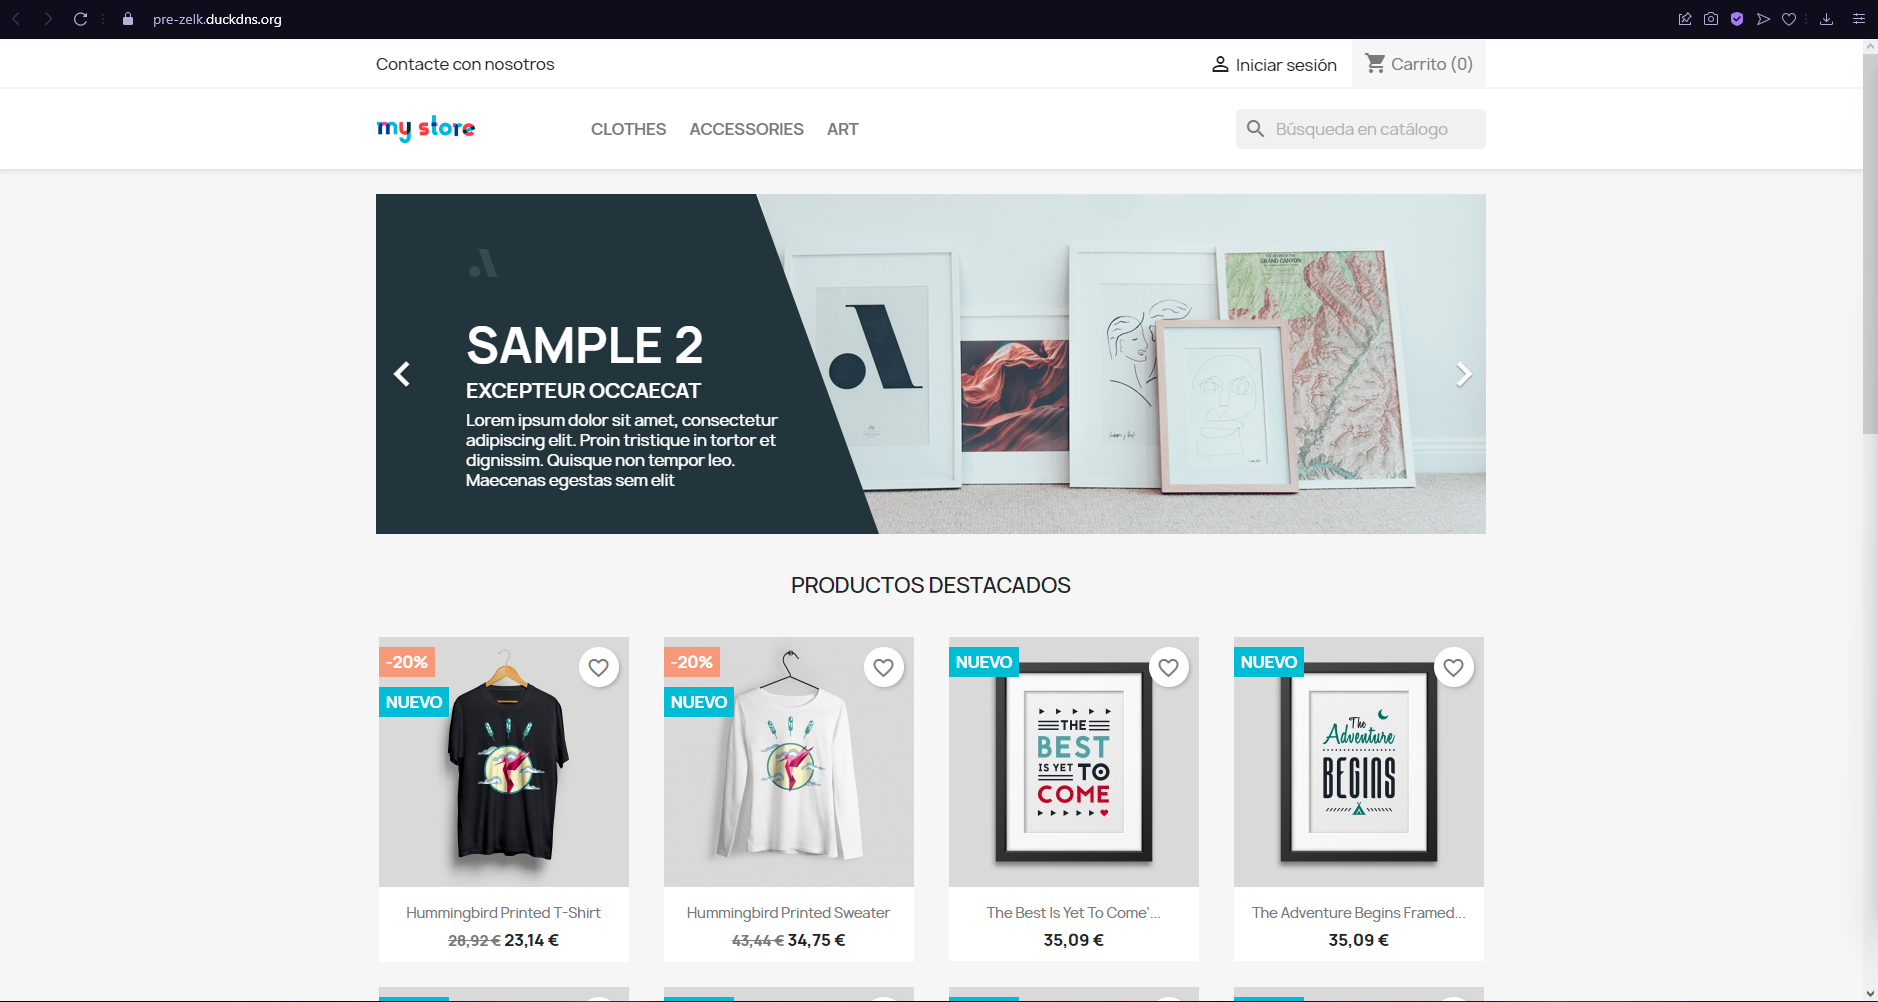 pre-zelk.duckdns.org
Contacte con nosotros
Iniciar sesión
Carrito (0)
my store
CLOTHES
ACCESSORIES
ART
Búsqueda en catálogo
SAMPLE 2
EXCEPTEUR OCCAECAT
Lorem ipsum dolor sit amet, consectetur
adipiscing elit. Proin tristique in tortor et
dignissim. Quisque non tempor leo.
Maecenas egestas sem elit
GRAND CANYON
PRODUCTOS DESTACADOS
-20%
NUEVO
Hummingbird Printed T-Shirt
28,92 € 23,14 €
-20%
NUEVO
Hummingbird Printed Sweater
43,44 € 34,75 €
NUEVO
THE
BEST
IS YET TO
COME
The Best Is Yet To Come'...
35,09 €
NUEVO
The
Adventure
BEGINS
The Adventure Begins Framed...
35,09 €